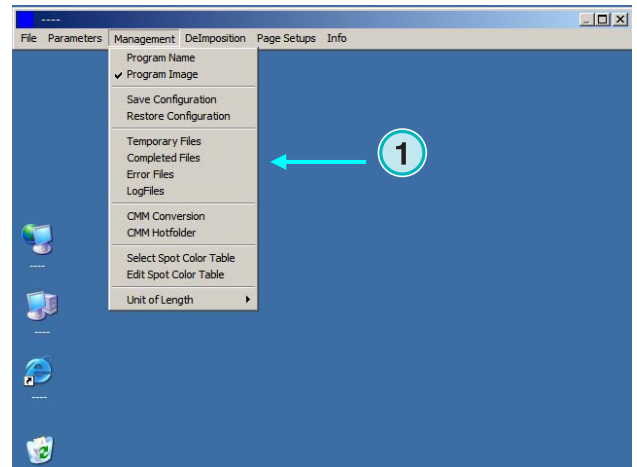 ----
File Parameters Management DeImposition Page Setups Info
Program Name
Program Image
Save Configuration
Restore Configuration
Temporary Files
Completed Files
Error Files
LogFiles
1
CMM Conversion
CMM Hotfolder
Select Spot Color Table
Edit Spot Color Table
Unit of Length
----
----
----